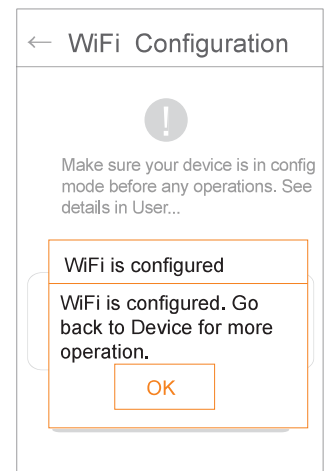 ← WiFi Configuration
!
Make sure your device is in config
mode before any operations. See
details in User...
WiFi is configured
WiFi is configured. Go
back to Device for more
operation.
OK